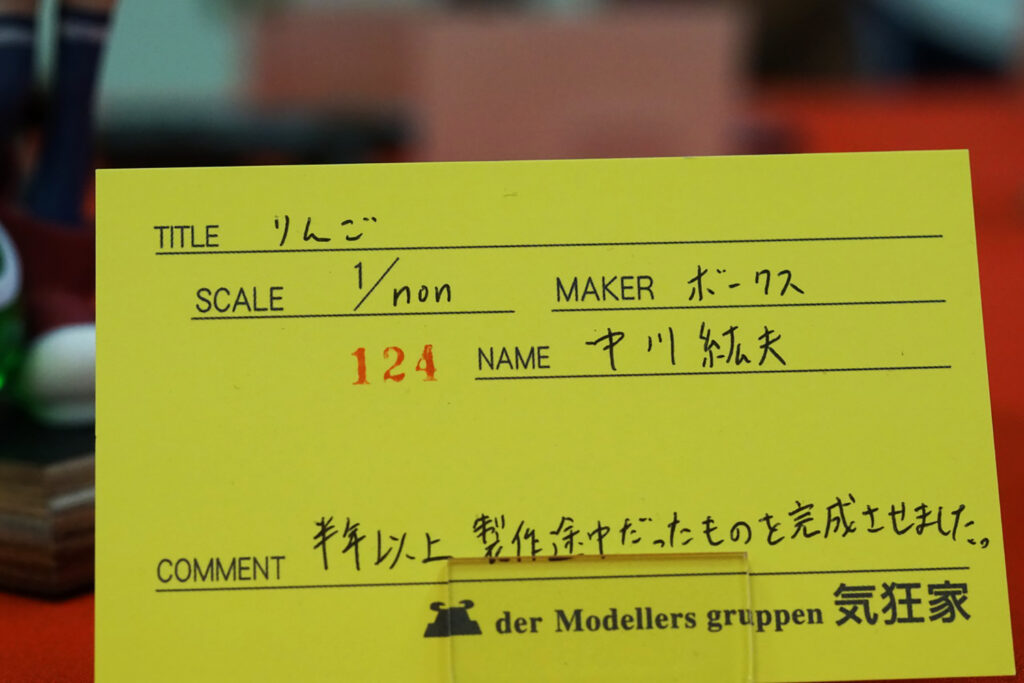 TITLE りんご
SCALE 1/non MAKER ボークス
124 NAME 中川 紘夫
COMMENT 半年以上 製作途中だったものを完成させました。
der Modellers gruppen 気狂家